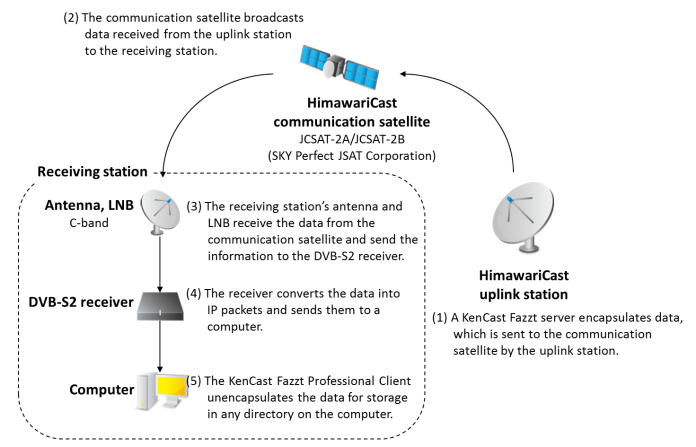 (2) The communication satellite broadcasts
data received from the uplink station
to the receiving station.
HimawariCast
communication satellite
JCSAT-2A/JCSAT-2B
(SKY Perfect JSAT Corporation)
Receiving station
Antenna, LNB
C-band
(3) The receiving station's antenna and
LNB receive the data from the
communication satellite and send the
information to the DVB-S2 receiver.
HimawariCast
uplink station
(1) A KenCast Fazzt server encapsulates data,
which is sent to the communication
satellite by the uplink station.
DVB-S2 receiver
(4) The receiver converts the data into
IP packets and sends them to a
computer.
Computer
(5) The KenCast Fazzt Professional Client
unencapsulates the data for storage
in any directory on the computer.